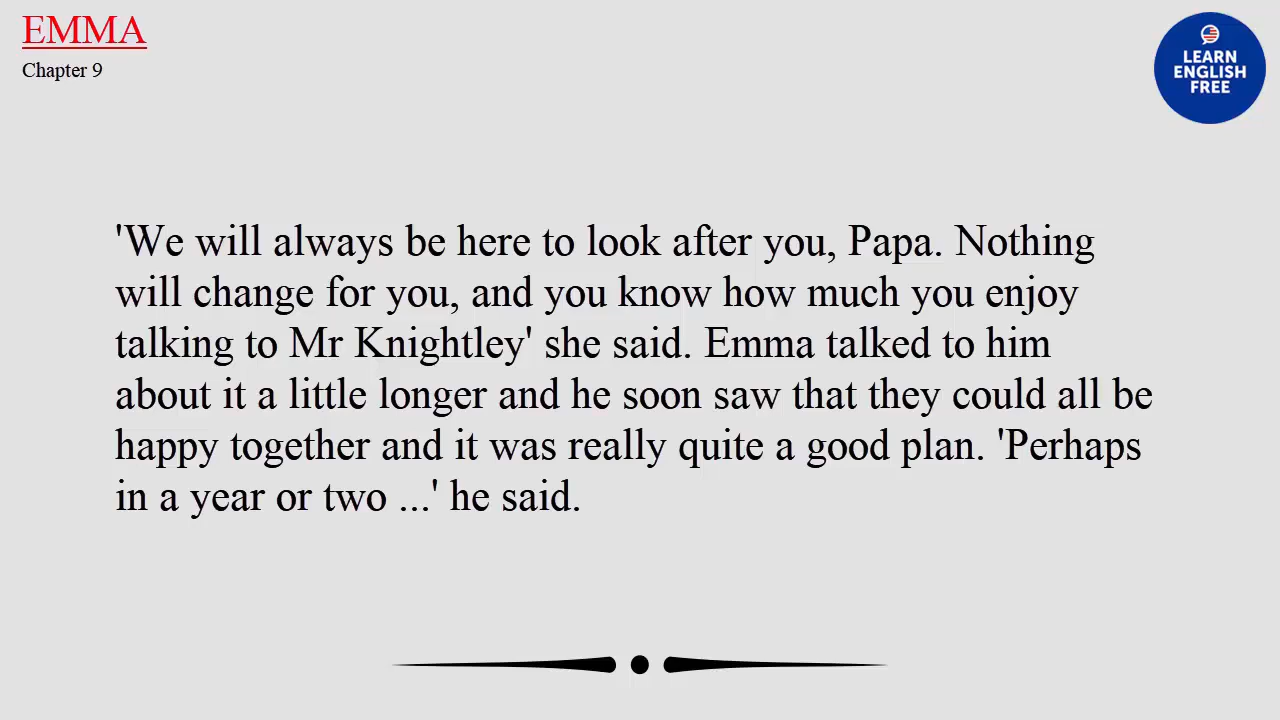 EMMA
Chapter 9
LEARN
ENGLISH
FREE
'We will always be here to look after you, Papa. Nothing
will change for you, and you know how much you enjoy
talking to Mr Knightley' she said. Emma talked to him
about it a little longer and he soon saw that they could all be
happy together and it was really quite a good plan. 'Perhaps
in a year or two ...' he said.